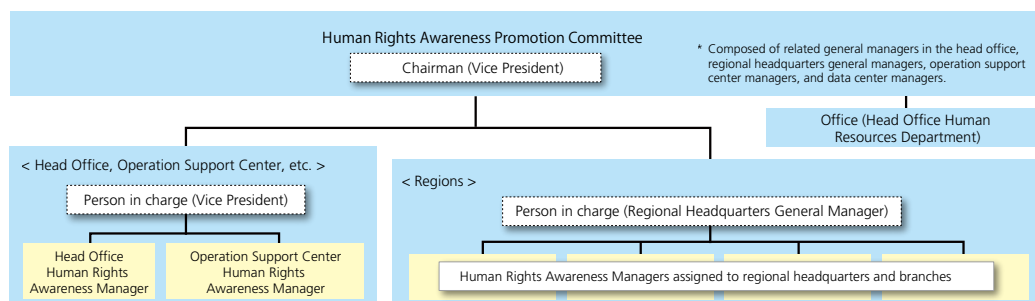 Human Rights Awareness Promotion Committee
Chairman (Vice President)
* Composed of related general managers in the head office,
regional headquarters general managers, operation support
center managers, and data center managers.
Office (Head Office Human
Resources Department)
< Head Office, Operation Support Center, etc. >
Person in charge (Vice President)
Head Office
Human Rights
Awareness Manager
Operation Support Center
Human Rights
Awareness Manager
< Regions >
Person in charge (Regional Headquarters General Manager)
Human Rights Awareness Managers assigned to regional headquarters and branches